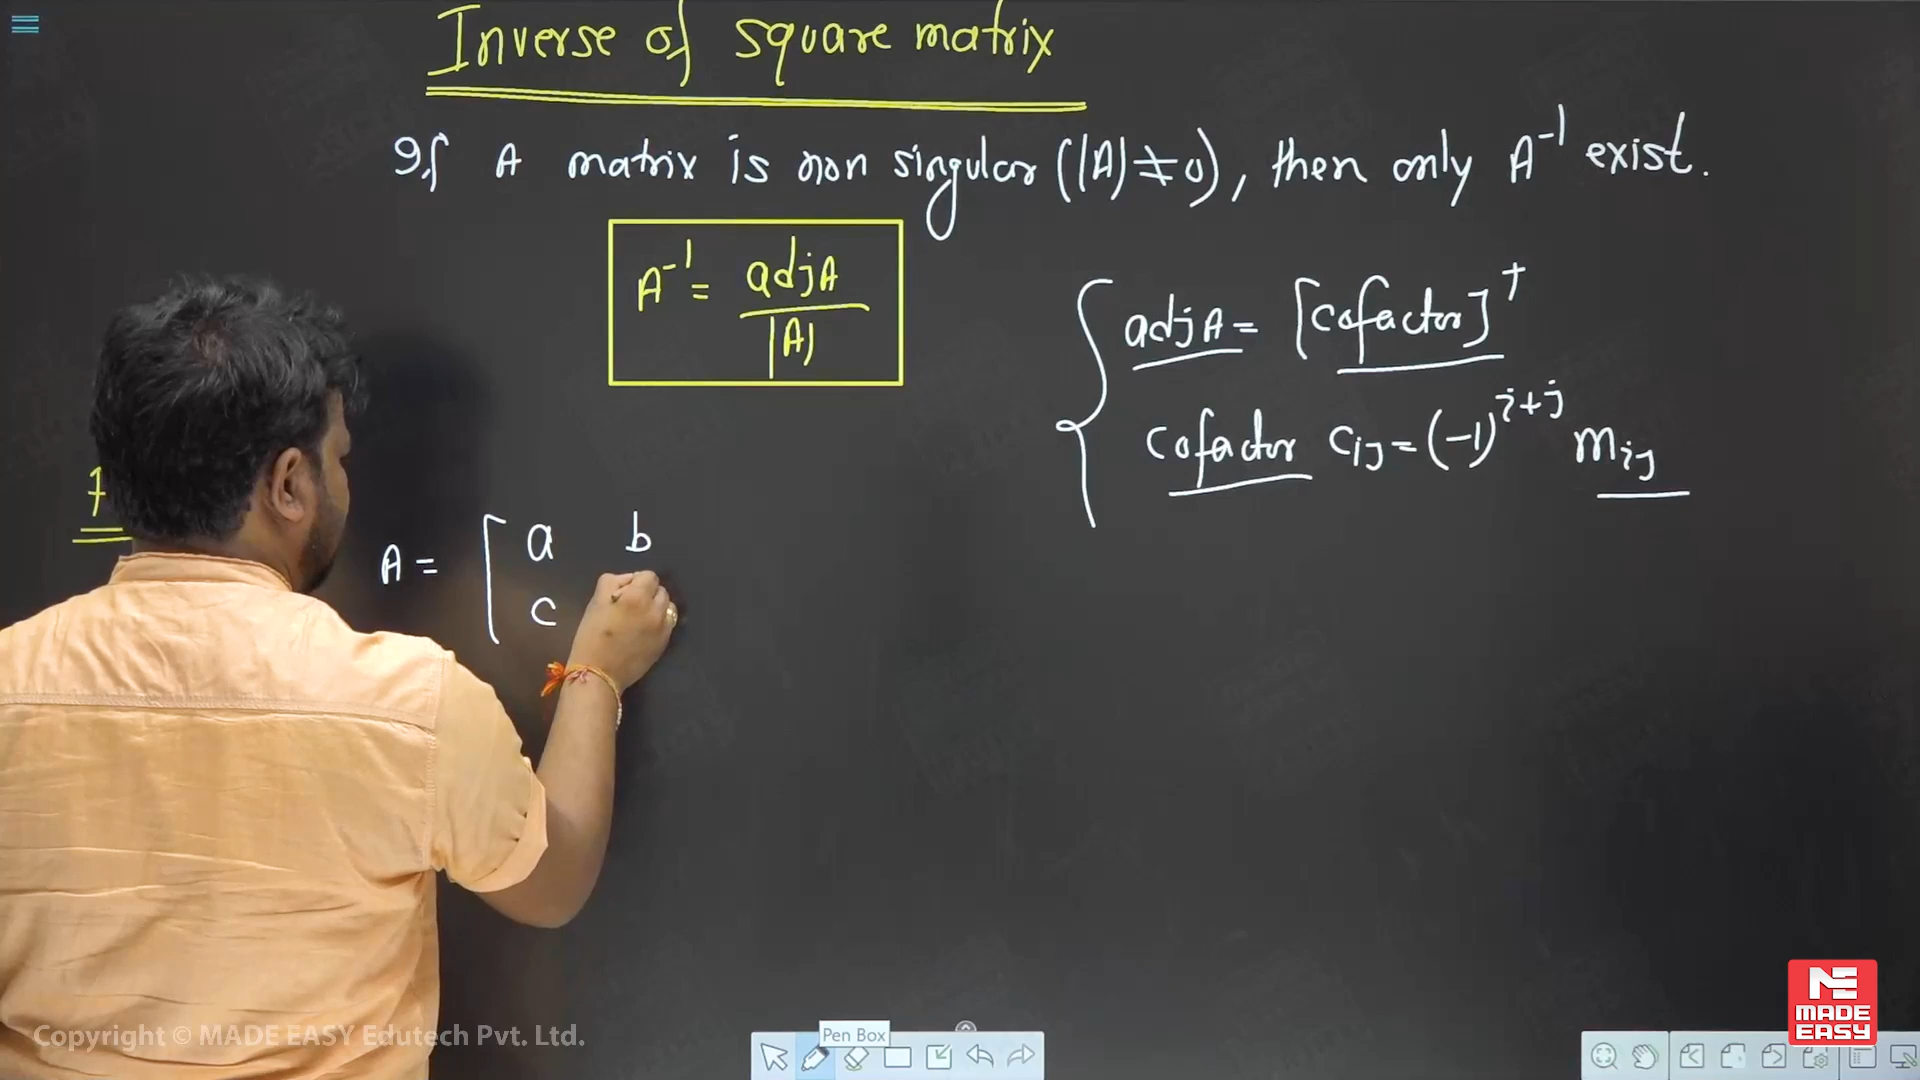 Inverse of square matrix
If A matrix is non singular (|A| ≠ 0), then only A⁻¹ exist.
A⁻¹ = adjA / |A|
adjA = [cofactor]ᵀ
cofactor cᵢⱼ = (-1)ⁱ⁺ʲ mᵢⱼ
A = [ a b
c
Copyright © MADE EASY Edutech Pvt. Ltd.
Pen Box
MADE
EASY